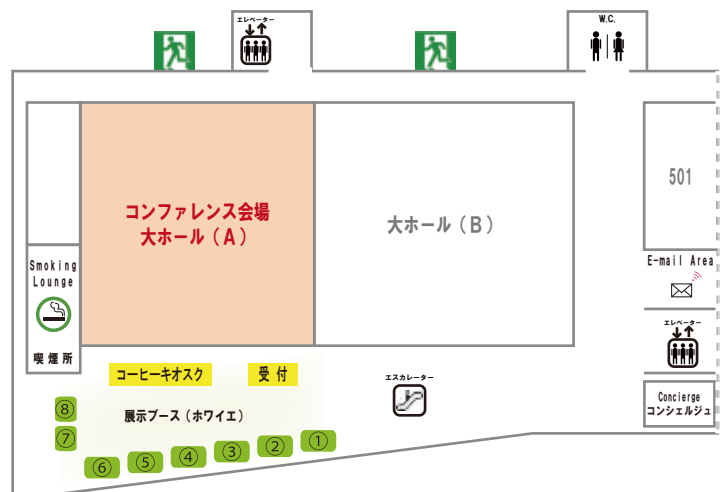 エレベーター
W.C.
コンファレンス会場
大ホール（A）
大ホール（B）
501
Smoking
Lounge
喫煙所
E-mail Area
エレベーター
コーヒーキオスク
受付
エスカレーター
Concierge
コンシェルジュ
展示ブース（ホワイエ）
⑧
⑦
⑥
⑤
④
③
②
①